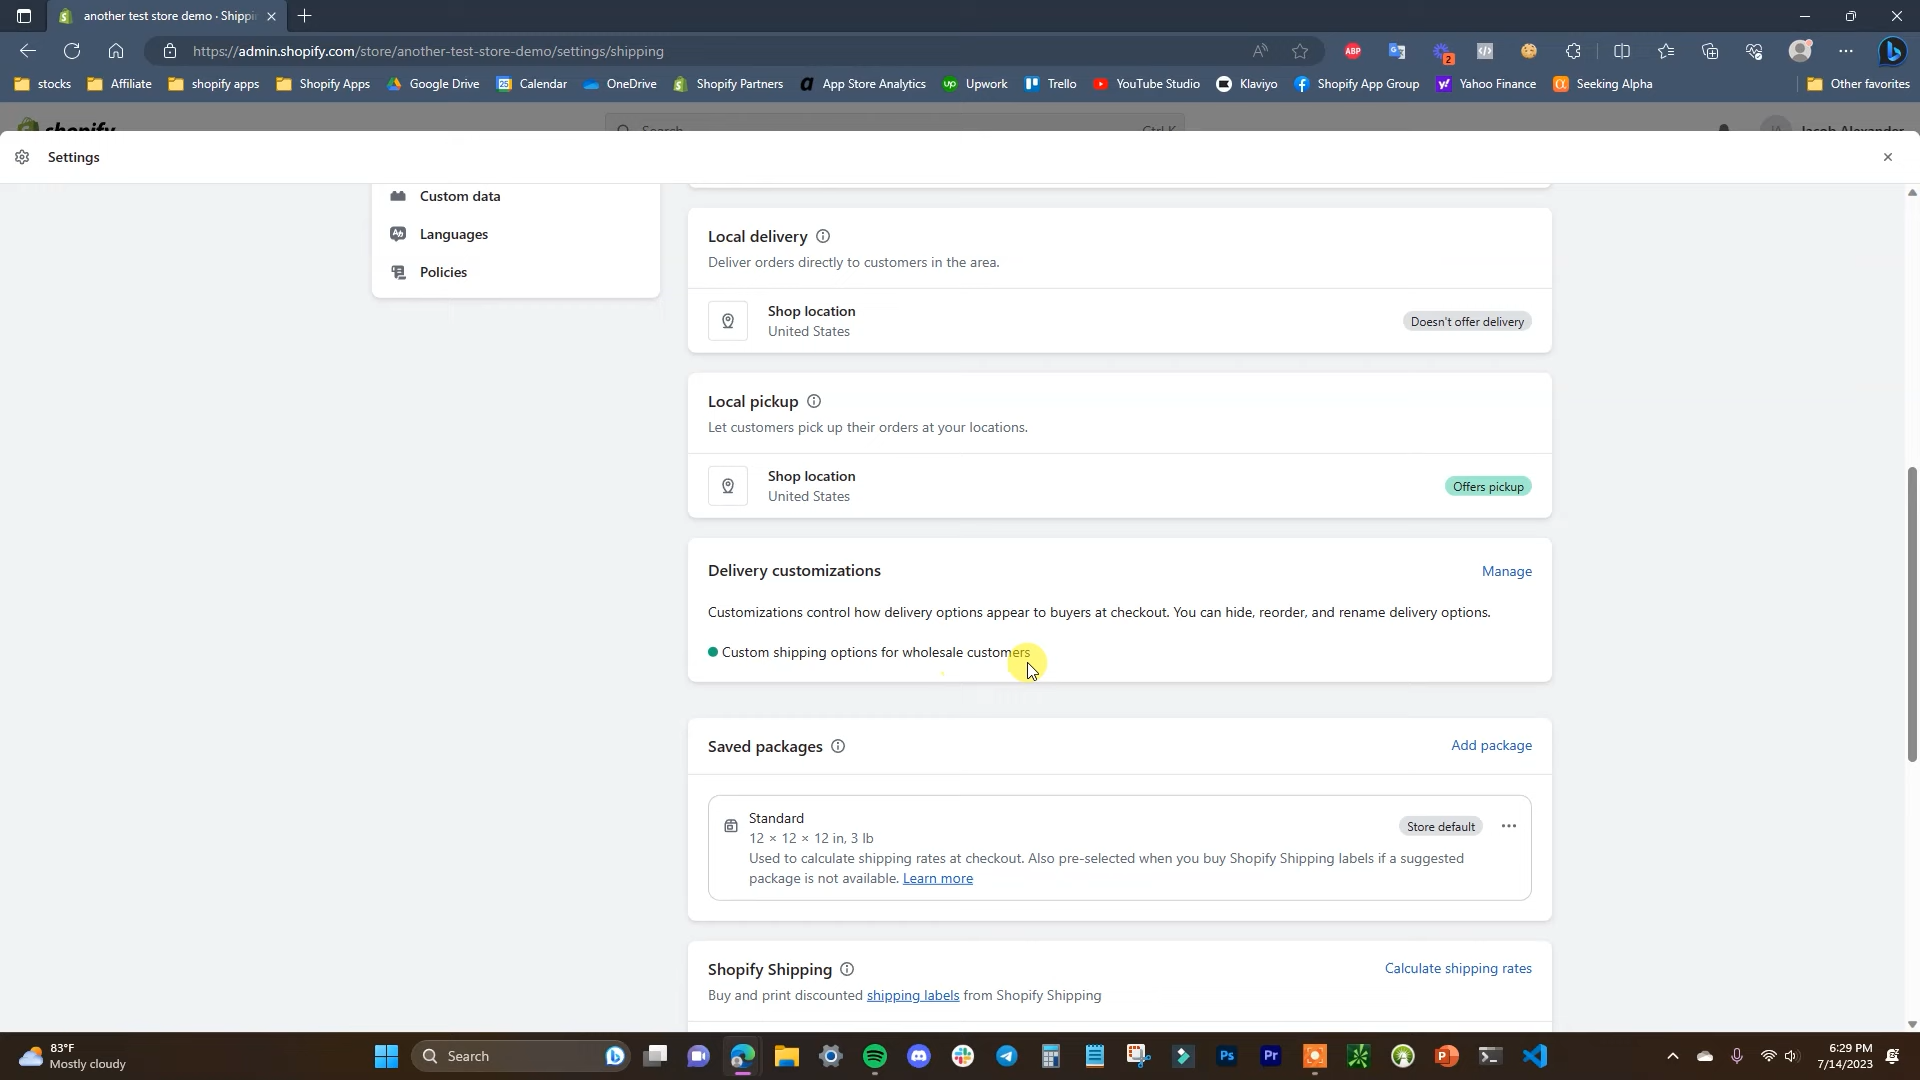 another test store demo · Shippi
https://admin.shopify.com/store/another-test-store-demo/settings/shipping
ABP
2
stocks
Affiliate
shopify apps
Shopify Apps
Google Drive
Calendar
OneDrive
Shopify Partners
App Store Analytics
Upwork
Trello
YouTube Studio
Klaviyo
Shopify App Group
Yahoo Finance
Seeking Alpha
Other favorites
shopify
Search
Ctrl K
Jacob Alexander
Settings
Custom data
Languages
Policies
Local delivery
Deliver orders directly to customers in the area.
Shop location
United States
Doesn't offer delivery
Local pickup
Let customers pick up their orders at your locations.
Shop location
United States
Offers pickup
Delivery customizations
Manage
Customizations control how delivery options appear to buyers at checkout. You can hide, reorder, and rename delivery options.
Custom shipping options for wholesale customers
Saved packages
Add package
Standard
12 × 12 × 12 in, 3 lb
Store default
Used to calculate shipping rates at checkout. Also pre-selected when you buy Shopify Shipping labels if a suggested
package is not available. Learn more
Shopify Shipping
Calculate shipping rates
Buy and print discounted shipping labels from Shopify Shipping
83°F
Mostly cloudy
Search
Ps
Pr
6:29 PM
7/14/2023